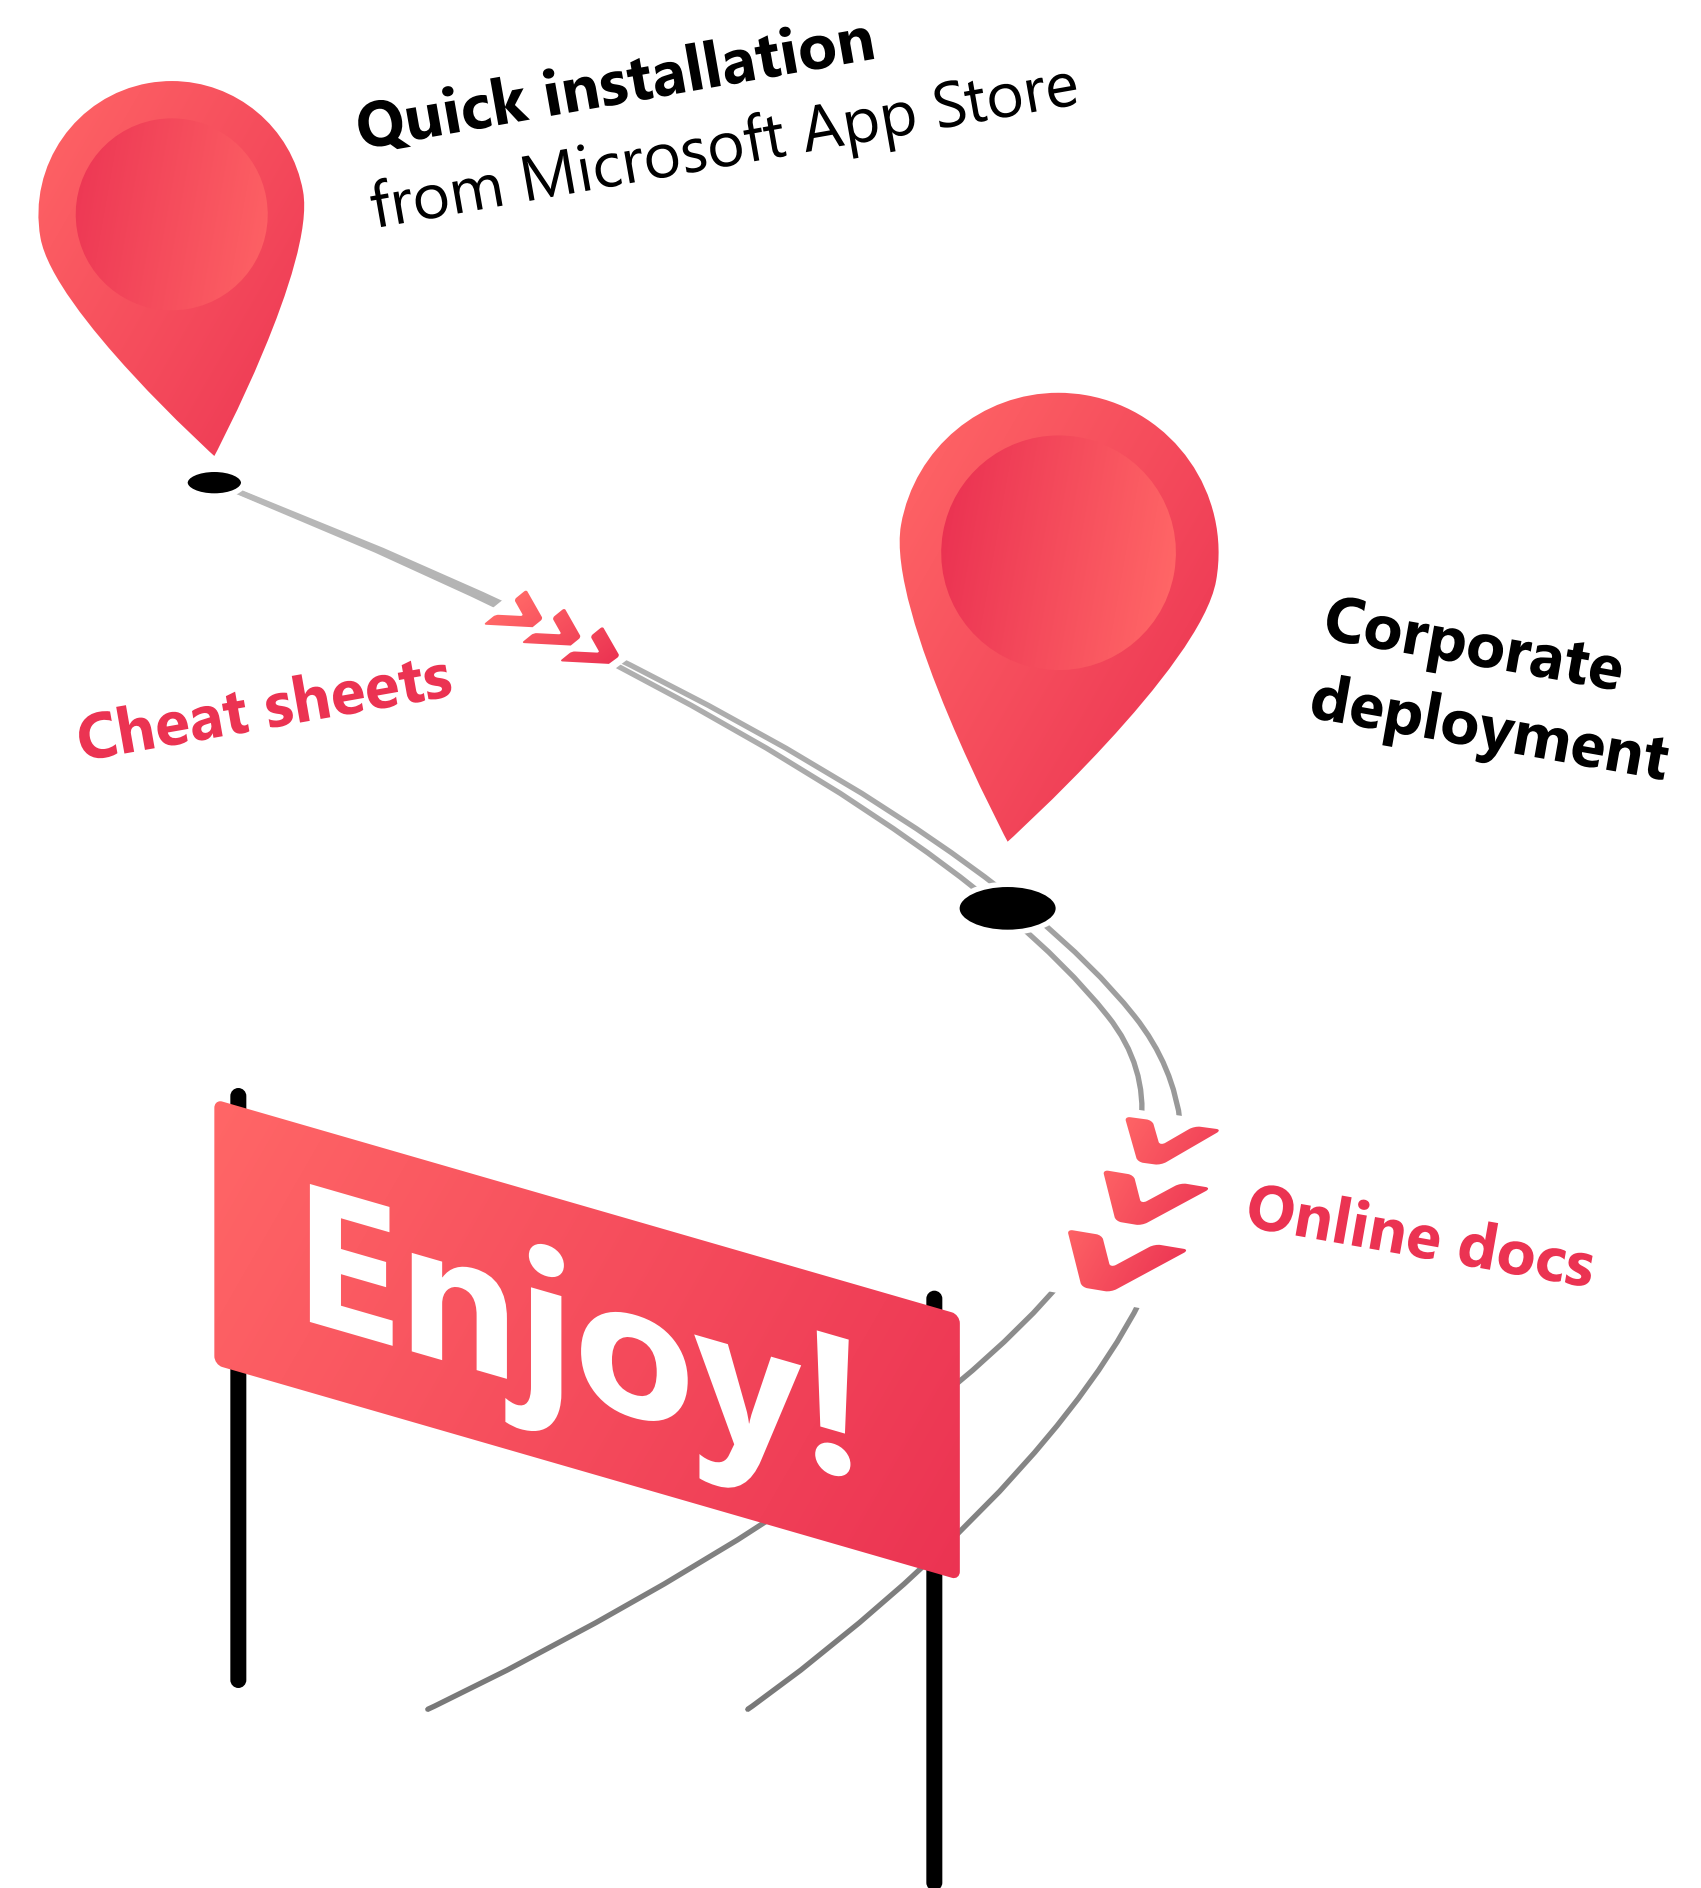 Quick installation
from Microsoft App Store
Corporate
deployment
Cheat sheets
Online docs
Enjoy!